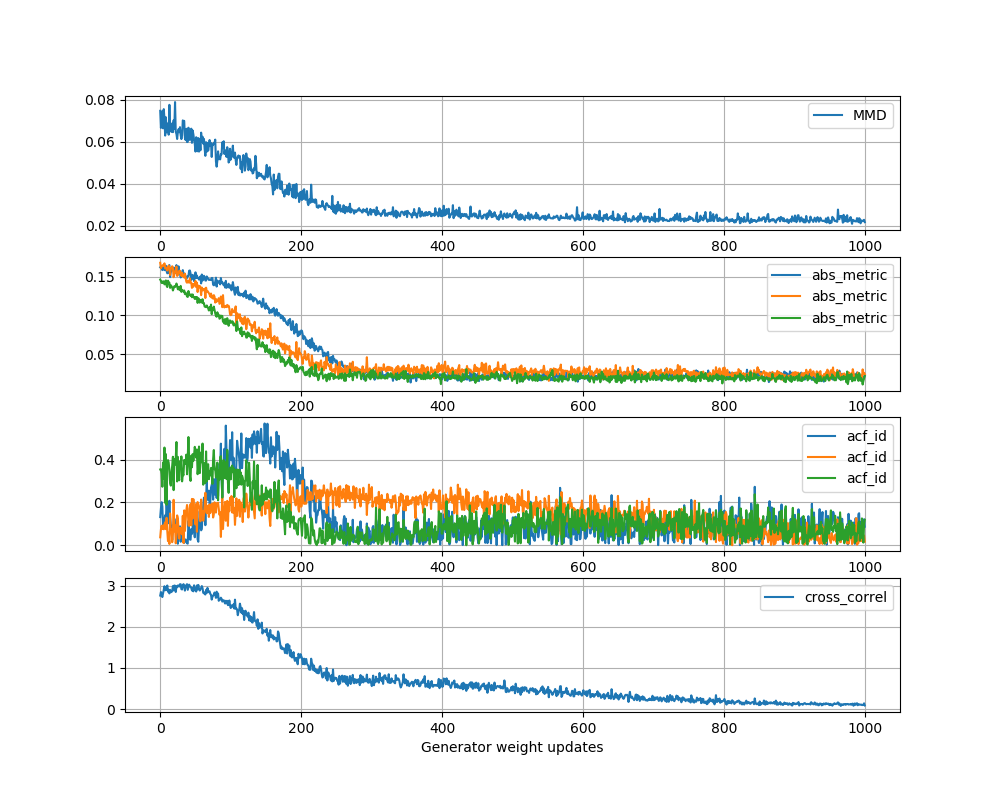 0.08
0.06
0.04
0.02
MMD
0 200 400 600 800 1000
0.15
0.10
0.05
abs_metric
abs_metric
abs_metric
0 200 400 600 800 1000
0.4
0.2
0.0
acf_id
acf_id
acf_id
0 200 400 600 800 1000
3
2
1
0
cross_correl
0 200 400 600 800 1000
Generator weight updates